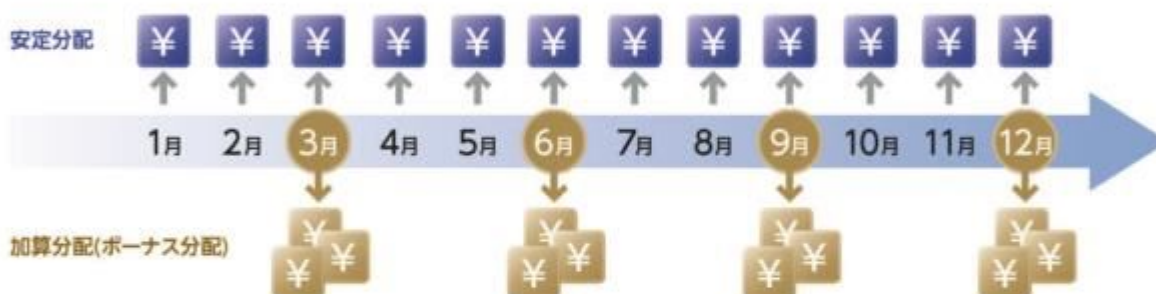 安定分配 ¥ ¥ ¥ ¥ ¥ ¥ ¥ ¥ ¥ ¥ ¥ ¥
1月 2月 3月 4月 5月 6月 7月 8月 9月 10月 11月 12月
¥ ¥ ¥ ¥
加算分配(ボーナス分配) ¥ ¥ ¥ ¥ ¥ ¥ ¥ ¥